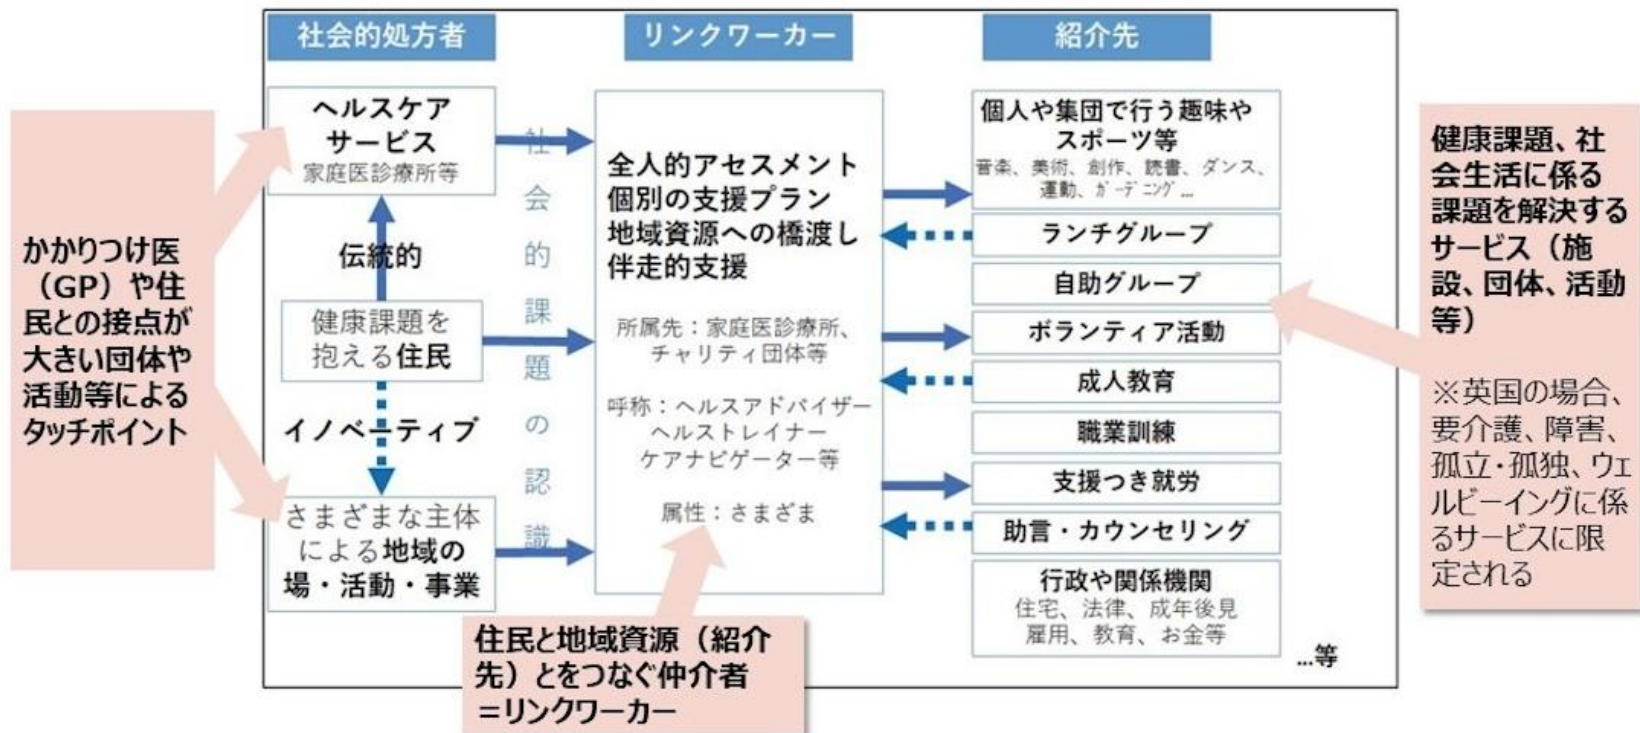 社会的処方者
リンクワーカー
紹介先
かかりつけ医
（GP）や住
民との接点が
大きい団体や
活動等による
タッチポイント
ヘルスケア
サービス
家庭医診療所等
伝統的
健康課題を
抱える住民
イノベーティブ
さまざまな主体
による地域の
場・活動・事業
社会的課題の認識
全人的アセスメント
個別の支援プラン
地域資源への橋渡し
伴走的支援
所属先：家庭医診療所、
チャリティ団体等
呼称：ヘルスアドバイザー
ヘルストレイナー
ケアナビゲーター等
属性：さまざま
住民と地域資源（紹介
先）とをつなぐ仲介者
＝リンクワーカー
個人や集団で行う趣味や
スポーツ等
音楽、美術、創作、読書、ダンス、
運動、ガーデニング...
ランチグループ
自助グループ
ボランティア活動
成人教育
職業訓練
支援つき就労
助言・カウンセリング
行政や関係機関
住宅、法律、成年後見
雇用、教育、お金等
...等
健康課題、社
会生活に係る
課題を解決する
サービス（施
設、団体、活動
等）
※英国の場合、
要介護、障害、
孤立・孤独、ウェ
ルビーイングに係
るサービスに限
定される